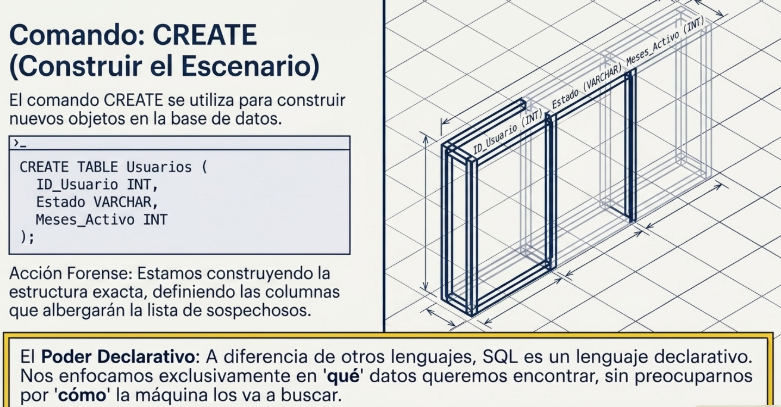 Comando: CREATE
(Construir el Escenario)
El comando CREATE se utiliza para construir
nuevos objetos en la base de datos.
›_
CREATE TABLE Usuarios (
ID_Usuario INT,
Estado VARCHAR,
Meses_Activo INT
);
Acción Forense: Estamos construyendo la
estructura exacta, definiendo las columnas
que albergarán la lista de sospechosos.
ID_Usuario (INT)
Estado (VARCHAR)
Meses_Activo (INT)
El Poder Declarativo: A diferencia de otros lenguajes, SQL es un lenguaje declarativo.
Nos enfocamos exclusivamente en 'qué' datos queremos encontrar, sin preocuparnos
por 'cómo' la máquina los va a buscar.